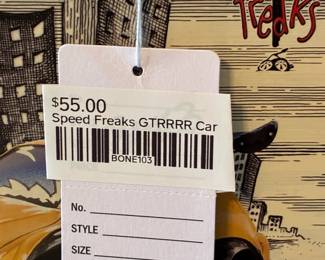 Freaks
$55.00
Speed Freaks GTRRRR Car
BONE103
No.
STYLE
SIZE